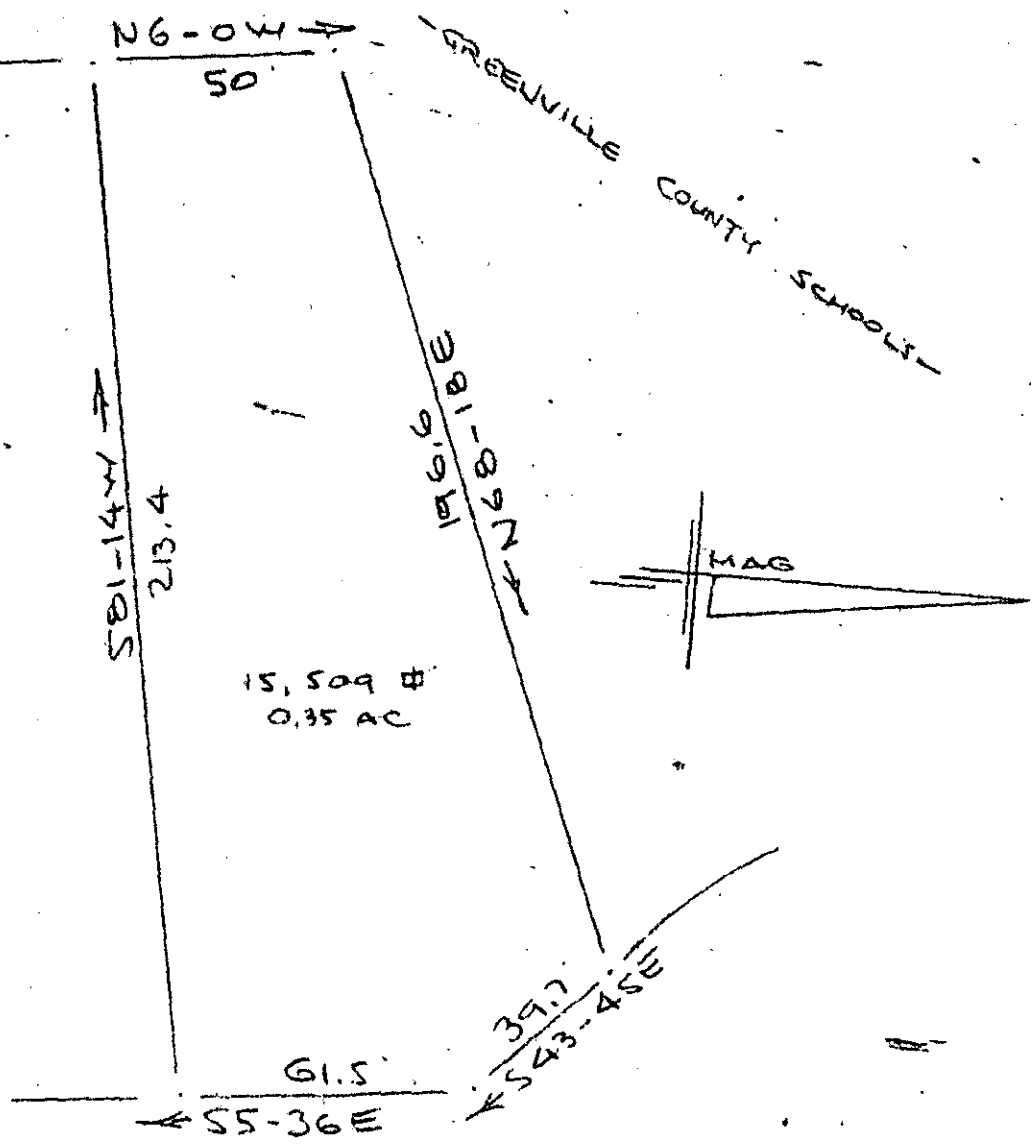 N6-0W
50
GREENVILLE COUNTY SCHOOLS
S81-14W
213.4
196.6
N68-18E
MAG
15,509
0.35 AC
39.7
S43-45E
61.5
S5-36E